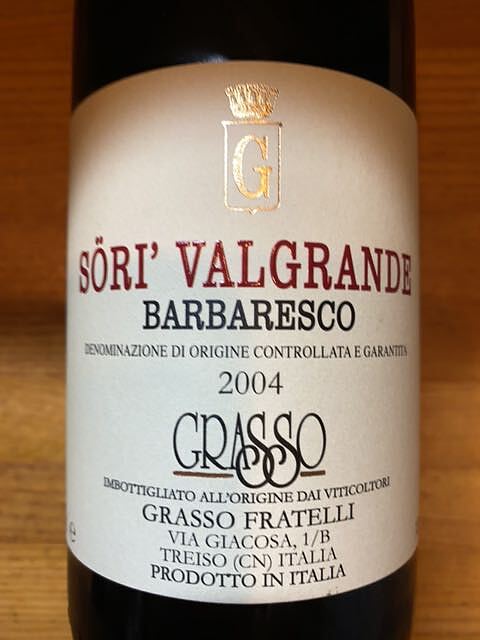 G
SÖRI' VALGRANDE
BARBARESCO
DENOMINAZIONE DI ORIGINE CONTROLLATA E GARANTITA
2004
GRASSO
IMBOTTIGLIATO ALL'ORIGINE DAI VITICOLTORI
GRASSO FRATELLI
VIA GIACOSA, 1/B
TREISO (CN) ITALIA
PRODOTTO IN ITALIA
e